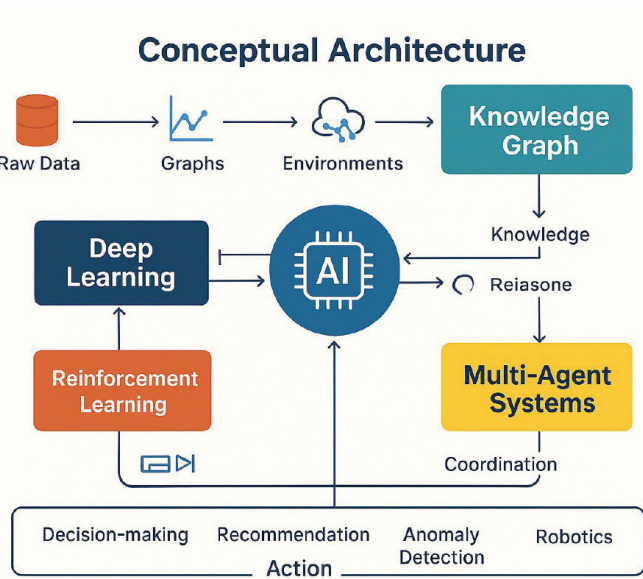 Conceptual Architecture
Raw Data
Graphs
Environments
Knowledge
Graph
Knowledge
Deep
Learning
AI
Reiasone
Reinforcement
Learning
Multi-Agent
Systems
Coordination
Decision-making
Recommendation
Anomaly
Detection
Robotics
Action